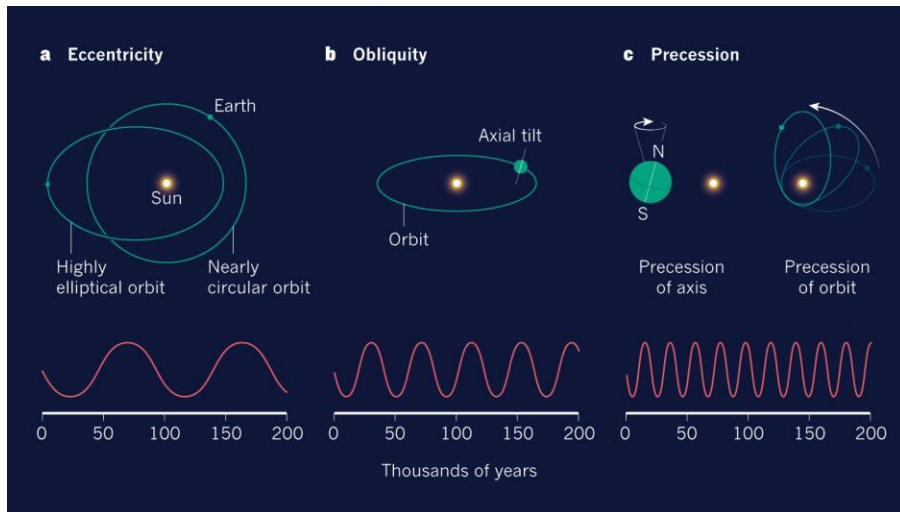 a Eccentricity
Earth
Sun
Highly
elliptical orbit
Nearly
circular orbit
0 50 100 150 200
b Obliquity
Axial tilt
Orbit
0 50 100 150 200
Thousands of years
c Precession
N
S
Precession
of axis
Precession
of orbit
0 50 100 150 200